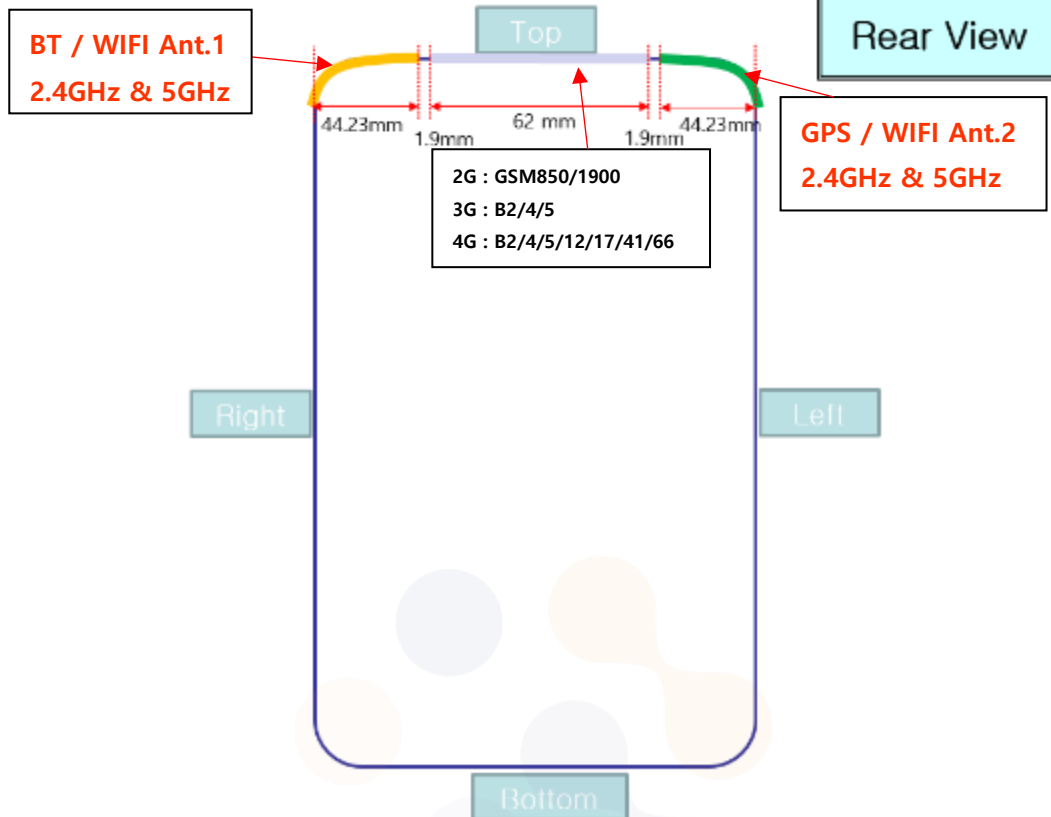 Top
Rear View
BT / WIFI Ant.1
2.4GHz & 5GHz
44.23mm
1.9mm
62 mm
1.9mm
44.23mm
GPS / WIFI Ant.2
2.4GHz & 5GHz
2G : GSM850/1900
3G : B2/4/5
4G : B2/4/5/12/17/41/66
Right
Left
Bottom